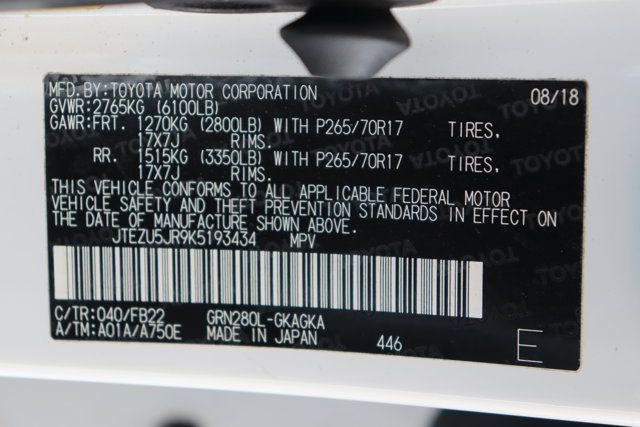 MFD.BY:TOYOTA MOTOR CORPORATION 08/18
GVWR:2765KG (6100LB)
GAWR:FRT. 1270KG (2800LB) WITH P265/70R17 TIRES,
17X7J RIMS.
RR. 1515KG (3350LB) WITH P265/70R17 TIRES,
17X7J RIMS.
THIS VEHICLE CONFORMS TO ALL APPLICABLE FEDERAL MOTOR
VEHICLE SAFETY AND THEFT PREVENTION STANDARDS IN EFFECT ON
THE DATE OF MANUFACTURE SHOWN ABOVE.
JTEZU5JR9K5193434 MPV
C/TR:040/FB22 GRN280L-GKAGKA
A/TM:A01A/A750E MADE IN JAPAN 446 E